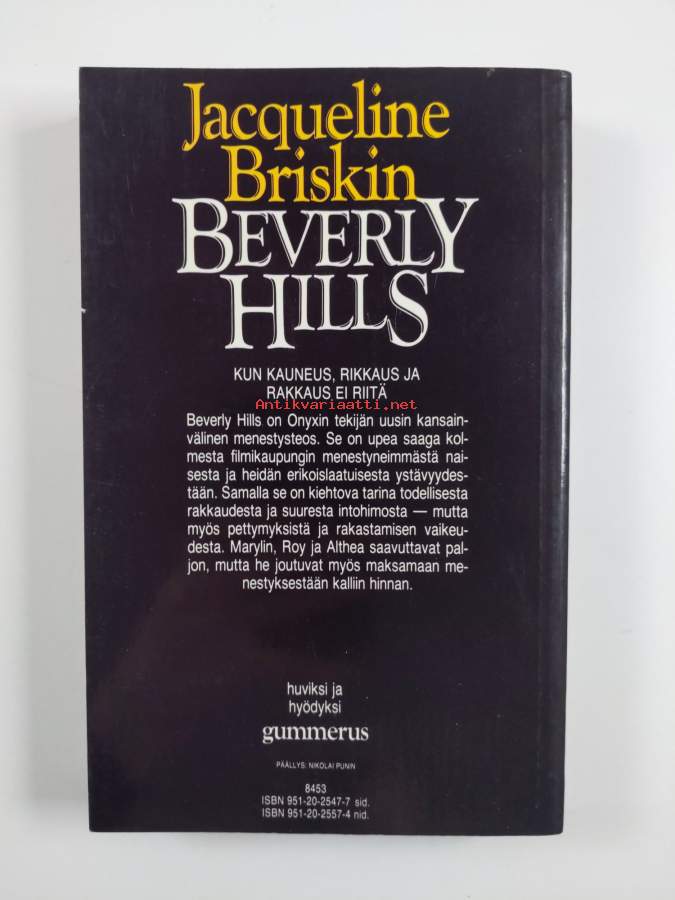 Jacqueline
Briskin
BEVERLY
HILLS
KUN KAUNEUS, RIKKAUS JA
RAKKAUS EI RIITÄ
Antikvariaatti.net
Beverly Hills on Onyxin tekijän uusin kansain-
välinen menestysteos. Se on upea saaga kol-
mesta filmikaupungin menestyneimmästä nai-
sesta ja heidän erikoislaatuisesta ystävyydes-
tään. Samalla se on kiehtova tarina todellisesta
rakkaudesta ja suuresta intohimosta — mutta
myös pettymyksistä ja rakastamisen vaikeu-
desta. Marylin, Roy ja Althea saavuttavat pal-
jon, mutta he joutuvat myös maksamaan me-
nestyksestään kalliin hinnan.
huviksi ja
hyödyksi
gummerus
PÄÄLLYS: NIKOLAI PUNIN
8453
ISBN 951-20-2547-7 sid.
ISBN 951-20-2557-4 nid.